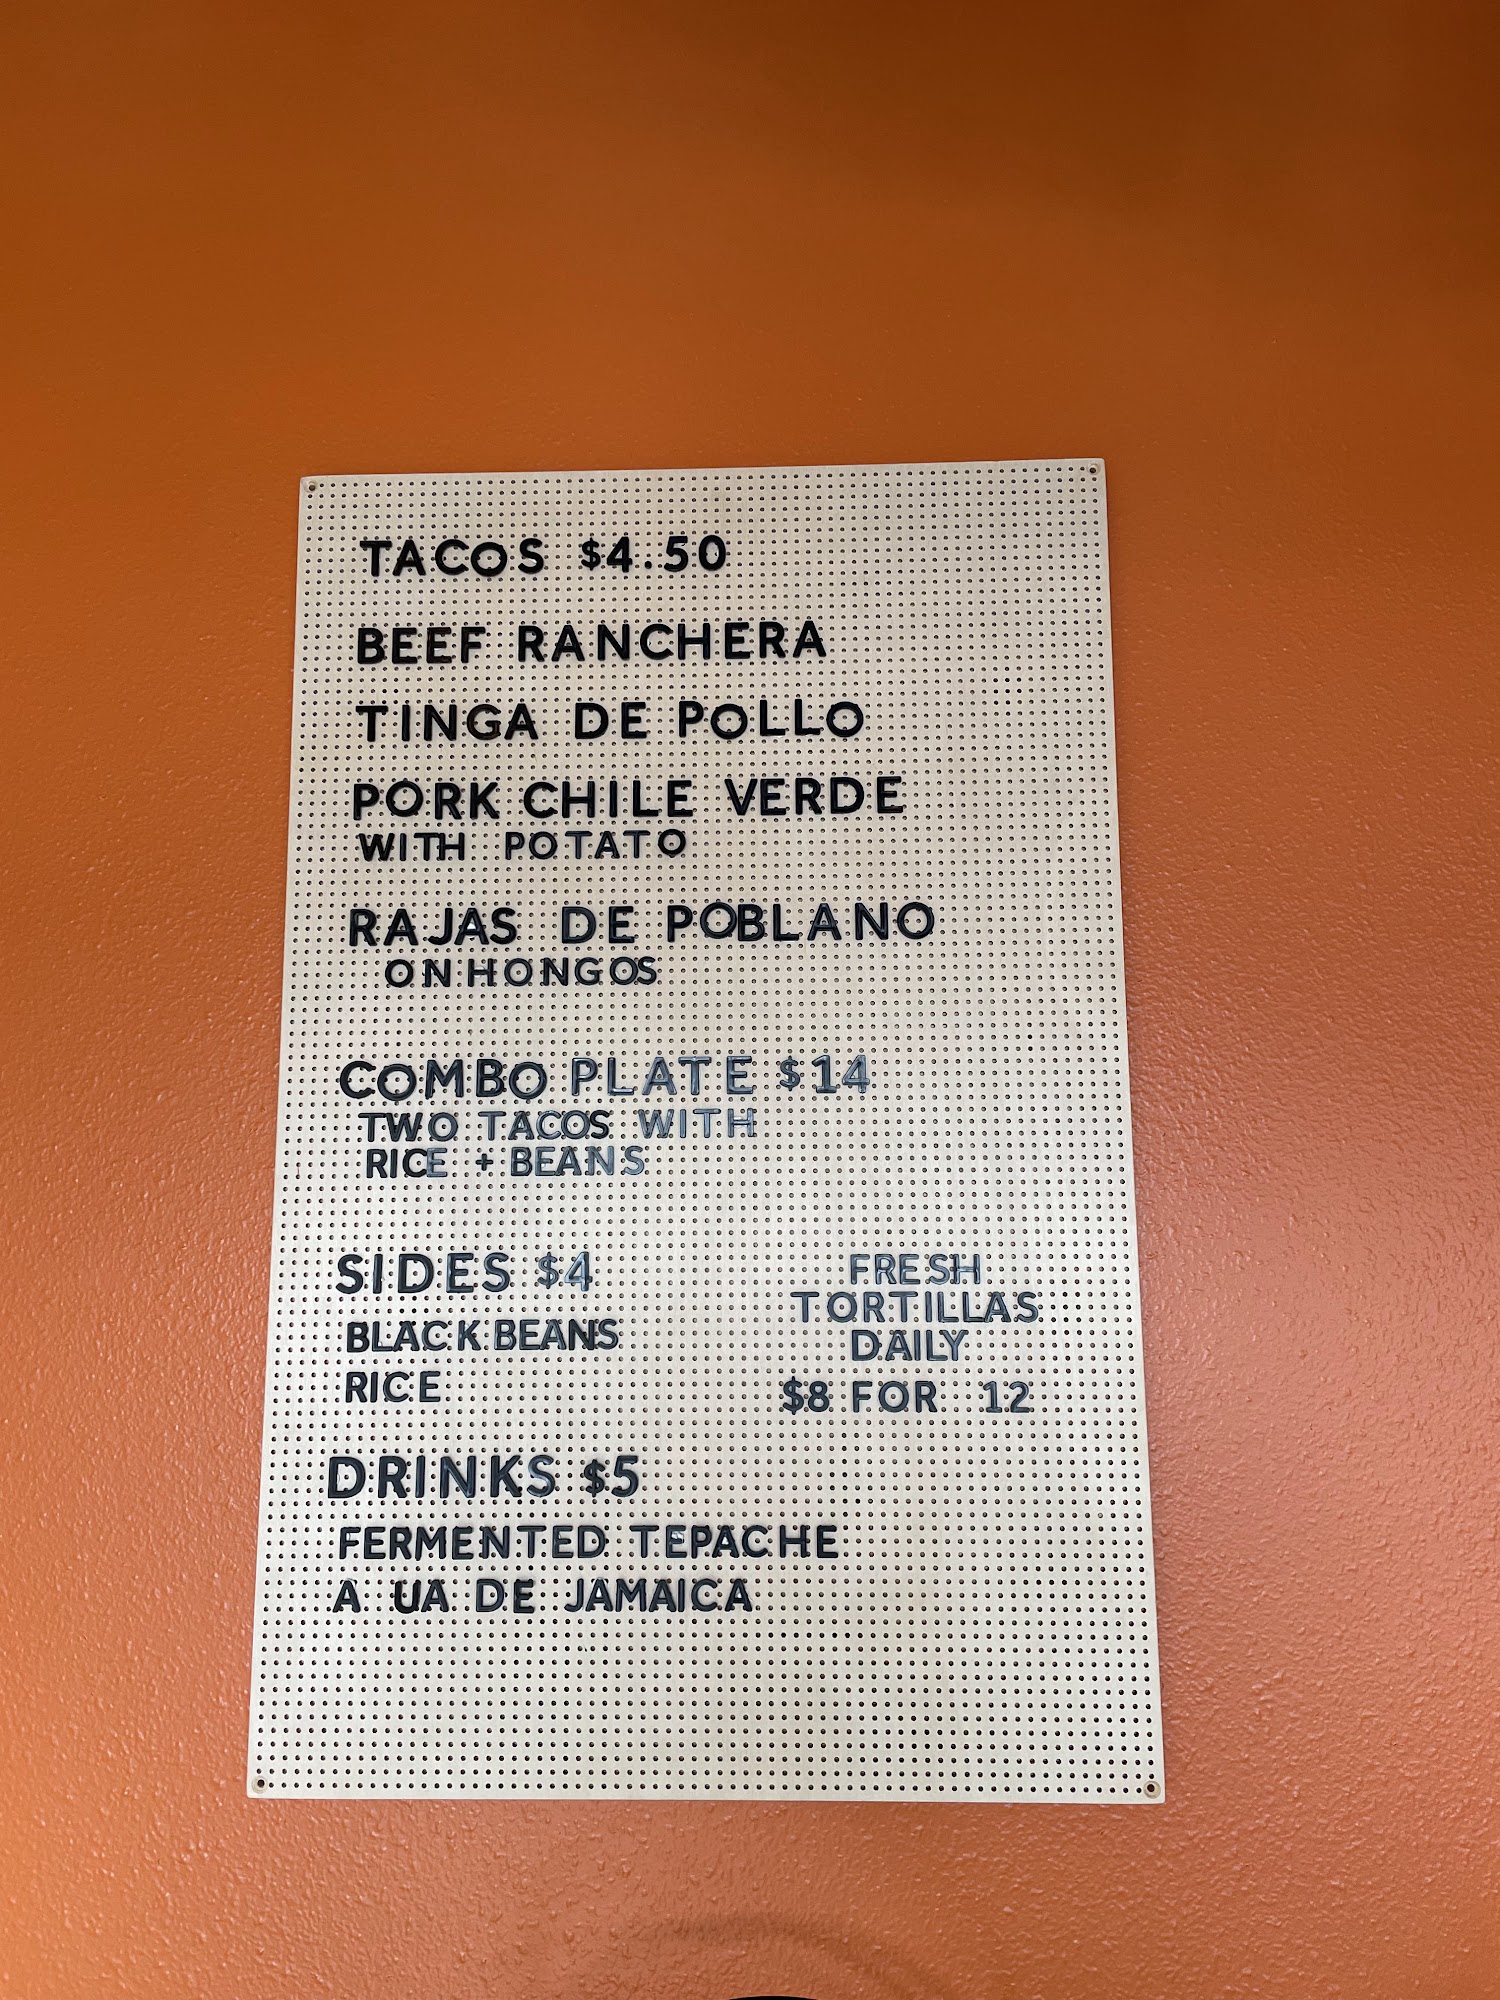 TACOS $4.50
BEEF RANCHERA
TINGA DE POLLO
PORK CHILE VERDE
WITH POTATO
RAJAS DE POBLANO
ONHONGOS
COMBO PLATE $14
TWO TACOS WITH
RICE + BEANS
SIDES $4
BLACK BEANS
RICE
FRESH
TORTILLAS
DAILY
$8 FOR 12
DRINKS $5
FERMENTED TEPACHE
A UA DE JAMAICA